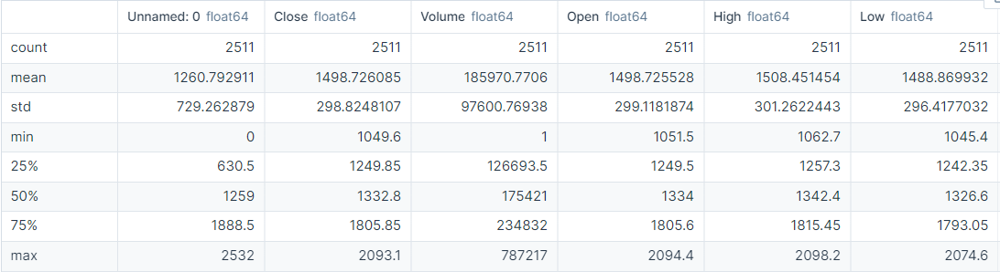 Unnamed: 0 float64 Close float64 Volume float64 Open float64 High float64 Low float64
count 2511 2511 2511 2511 2511 2511
mean 1260.792911 1498.726085 185970.7706 1498.725528 1508.451454 1488.869932
std 729.262879 298.8248107 97600.76938 299.1181874 301.2622443 296.4177032
min 0 1049.6 1 1051.5 1062.7 1045.4
25% 630.5 1249.85 126693.5 1249.5 1257.3 1242.35
50% 1259 1332.8 175421 1334 1342.4 1326.6
75% 1888.5 1805.85 234832 1805.6 1815.45 1793.05
max 2532 2093.1 787217 2094.4 2098.2 2074.6